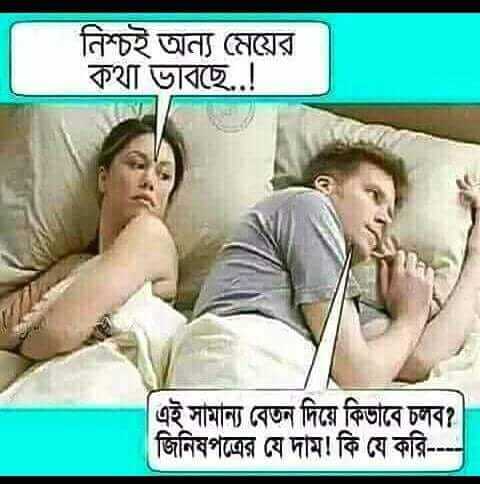 নিশ্চই অন্য মেয়ের
কথা ভাবছে..!
এই সামান্য বেতন দিয়ে কিভাবে চলব?
জিনিষপত্রের যে দাম! কি যে করি----